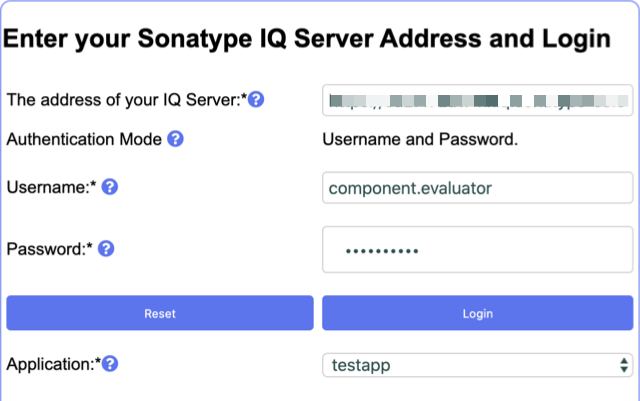 Enter your Sonatype IQ Server Address and Login
The address of your IQ Server:*?
Authentication Mode ? Username and Password.
Username:* ? component.evaluator
Password:* ? ••••••••••
Reset Login
Application:*? testapp